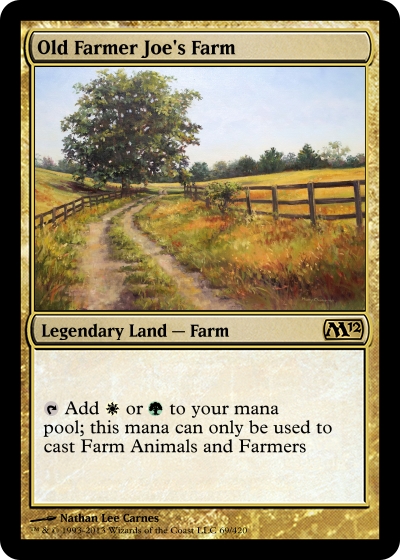 Old Farmer Joe's Farm
Legendary Land — Farm
M12
Add or to your mana
pool; this mana can only be used to
cast Farm Animals and Farmers
Nathan Lee Carnes
™ & © 1993-2013 Wizards of the Coast LLC 69/420